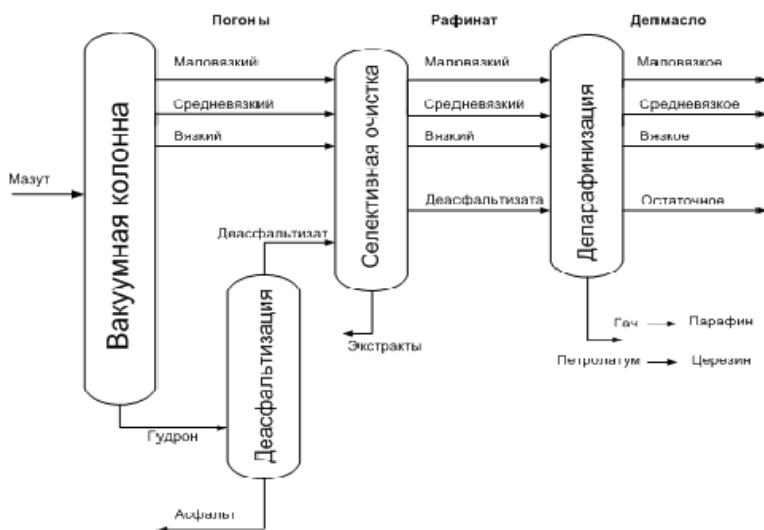 Погоны
Рафинат
Депмасло
Маловязкий
Маловязкий
Маловязкое
Средневязкий
Средневязкий
Средневязкое
Вязкий
Вязкий
Вязкое
Мазут
Вакуумная колонна
Селективная очистка
Депарафинизация
Деасфальтизата
Остаточное
Деасфальтизат
Деасфальтизация
Гач
Парафин
Экстракты
Петролатум
Церезин
Гудрон
Асфальт